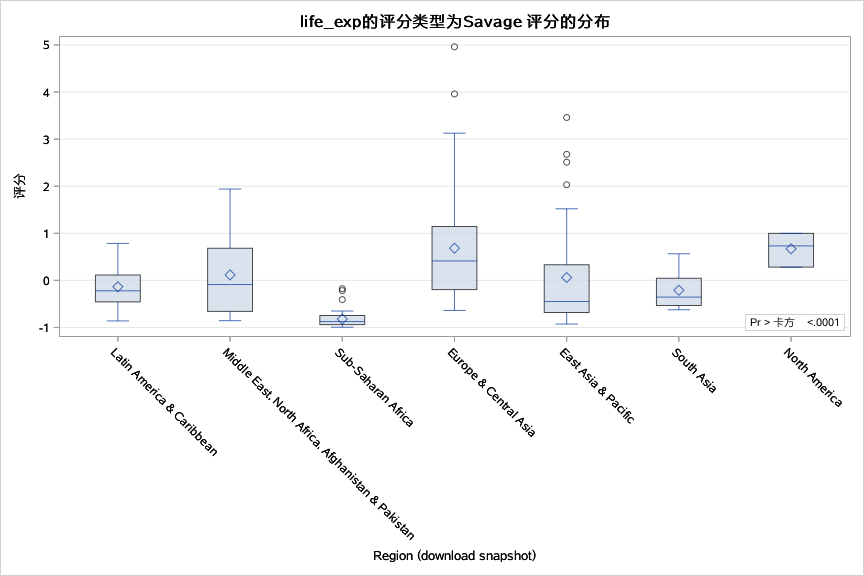 life_exp的评分类型为Savage 评分的分布
评分
5
4
3
2
1
0
-1
Pr > 卡方 <.0001
Latin America & Caribbean
Middle East, North Africa, Afghanistan & Pakistan
Sub-Saharan Africa
Europe & Central Asia
East Asia & Pacific
South Asia
North America
Region (download snapshot)